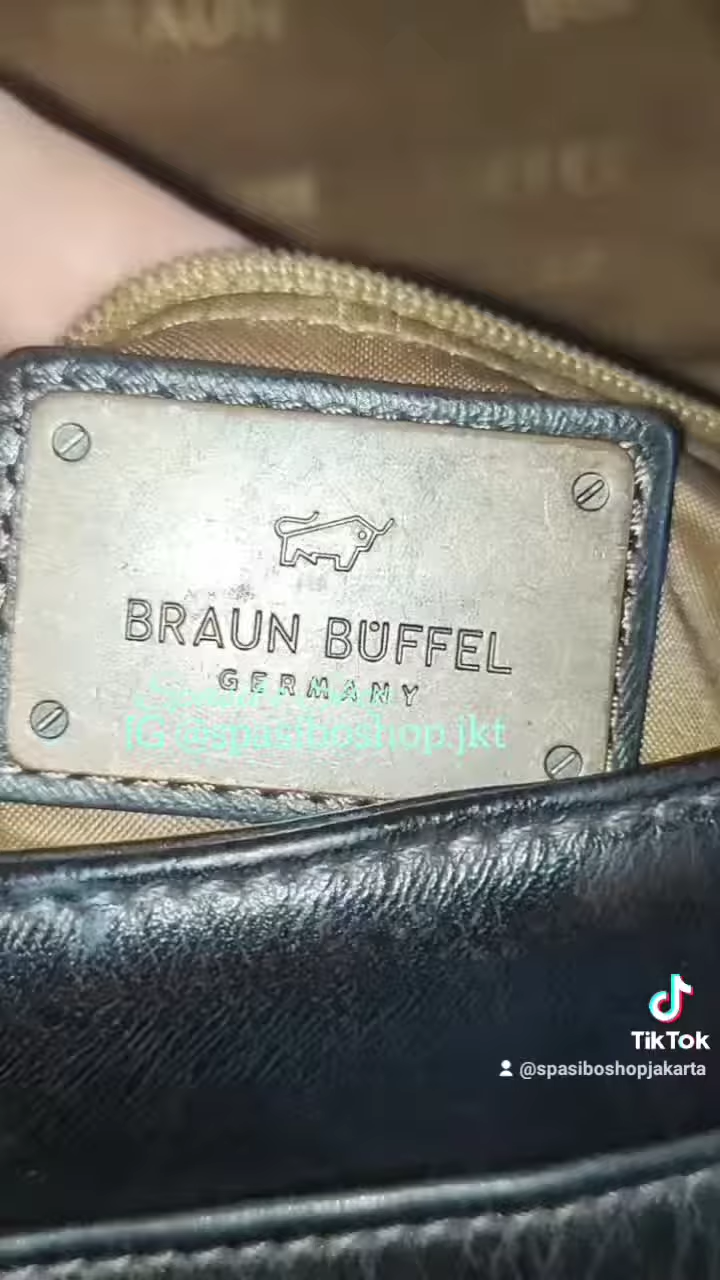 BRAUN BÜFFEL
GERMANY
IG @spasiboshop.jkt
TikTok
@spasiboshopjakarta